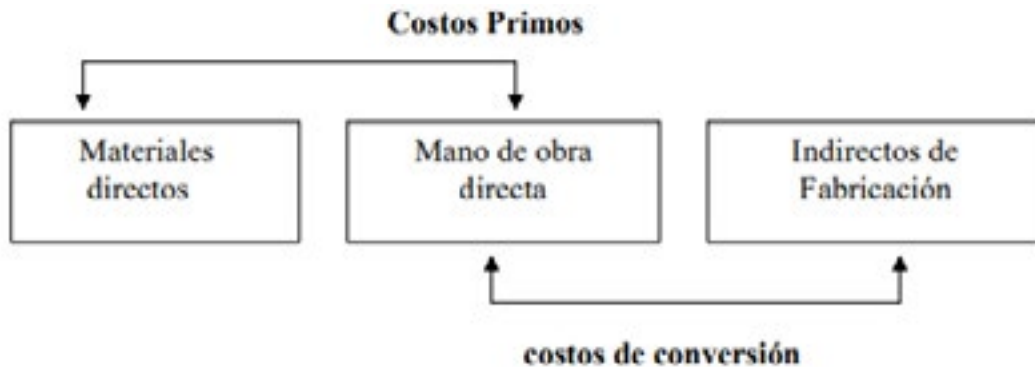 Costos Primos
Materiales
directos
Mano de obra
directa
Indirectos de
Fabricación
costos de conversión